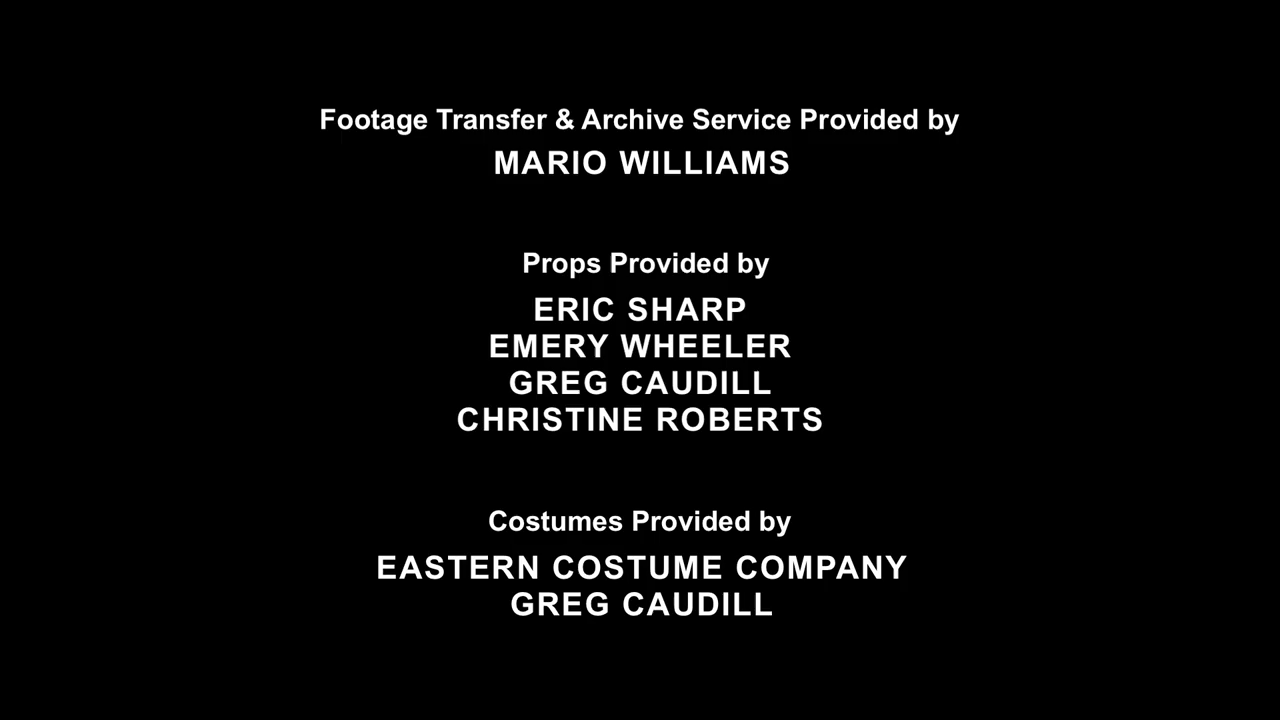 Footage Transfer & Archive Service Provided by
MARIO WILLIAMS
Props Provided by
ERIC SHARP
EMERY WHEELER
GREG CAUDILL
CHRISTINE ROBERTS
Costumes Provided by
EASTERN COSTUME COMPANY
GREG CAUDILL